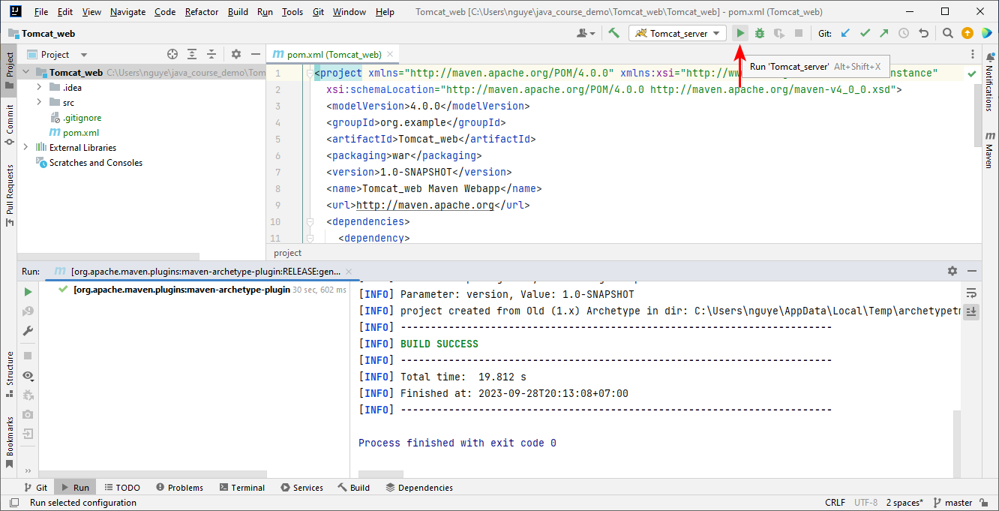 File Edit View Navigate Code Refactor Build Run Tools Git Window Help Tomcat_web [C:\Users\nguye\java_course_demo\Tomcat_web\Tomcat_web] - pom.xml (Tomcat_web)
Tomcat_web Tomcat_server Git:
Project pom.xml (Tomcat_web)
Run 'Tomcat_server' Alt+Shift+X
Tomcat_web C:\Users\nguye\java_course_demo\Tom
.idea
src
.gitignore
pom.xml
External Libraries
Scratches and Consoles
1 <project xmlns="http://maven.apache.org/POM/4.0.0" xmlns:xsi="http://ww nstance"
2 xsi:schemaLocation="http://maven.apache.org/POM/4.0.0 http://maven.apache.org/maven-v4_0_0.xsd">
3 <modelVersion>4.0.0</modelVersion>
4 <groupId>org.example</groupId>
5 <artifactId>Tomcat_web</artifactId>
6 <packaging>war</packaging>
7 <version>1.0-SNAPSHOT</version>
8 <name>Tomcat_web Maven Webapp</name>
9 <url>http://maven.apache.org</url>
10 <dependencies>
11 <dependency>
project
Project
Commit
Pull Requests
Structure
Bookmarks
Notifications
Maven
Run: [org.apache.maven.plugins:maven-archetype-plugin:RELEASE:gen...
[org.apache.maven.plugins:maven-archetype-plugin 30 sec, 602 ms
[INFO] Parameter: version, Value: 1.0-SNAPSHOT
[INFO] project created from Old (1.x) Archetype in dir: C:\Users\nguye\AppData\Local\Temp\archetypetm
[INFO] ------------------------------------------------------------------------
[INFO] BUILD SUCCESS
[INFO] ------------------------------------------------------------------------
[INFO] Total time:  19.812 s
[INFO] Finished at: 2023-09-28T20:13:08+07:00
[INFO] ------------------------------------------------------------------------
Process finished with exit code 0
Git Run TODO Problems Terminal Services Build Dependencies
Run selected configuration CRLF UTF-8 2 spaces* master